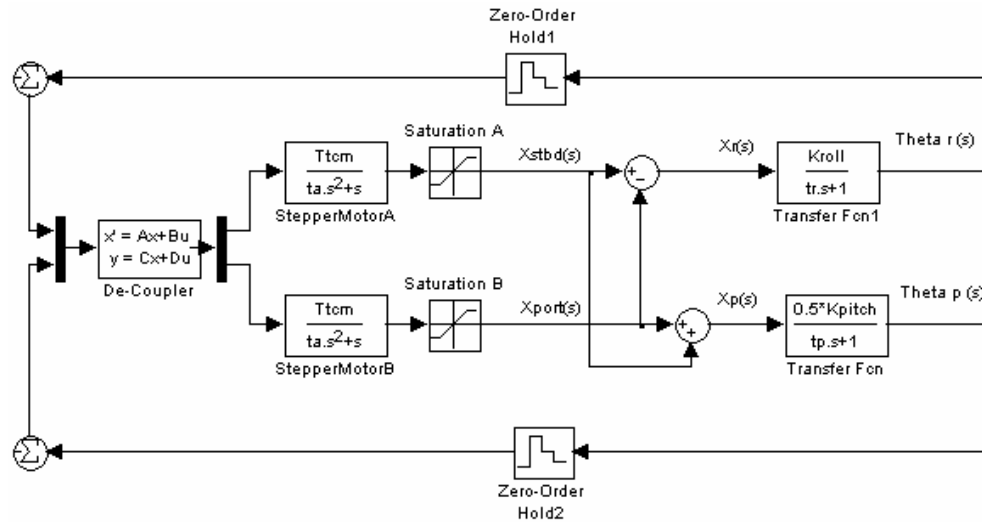 Zero-Order
Hold1
Σ
Saturation A
Ttcm
ta.s²+s
StepperMotorA
Xstbd(s)
+
−
Xr(s)
Kroll
tr.s+1
Transfer Fcn1
Theta r (s)
x' = Ax+Bu
y = Cx+Du
De-Coupler
Saturation B
Ttcm
ta.s²+s
StepperMotorB
Xport(s)
+
+
Xp(s)
0.5*Kpitch
tp.s+1
Transfer Fcn
Theta p (s)
Σ
Zero-Order
Hold2